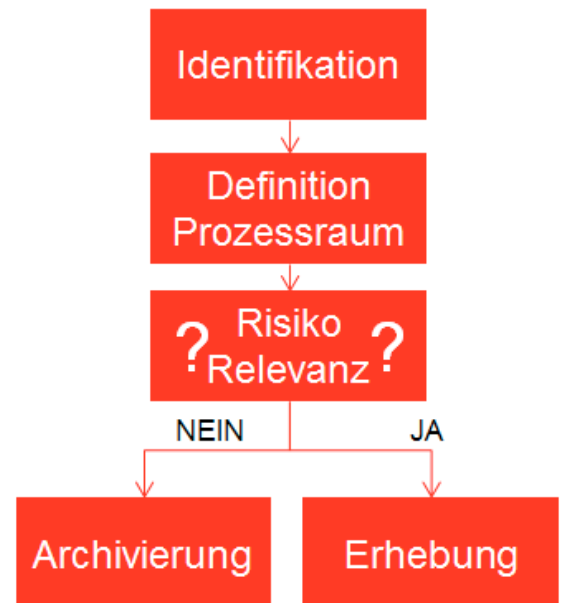 Identifikation
Definition
Prozessraum
? Risiko ?
Relevanz
NEIN
JA
Archivierung
Erhebung